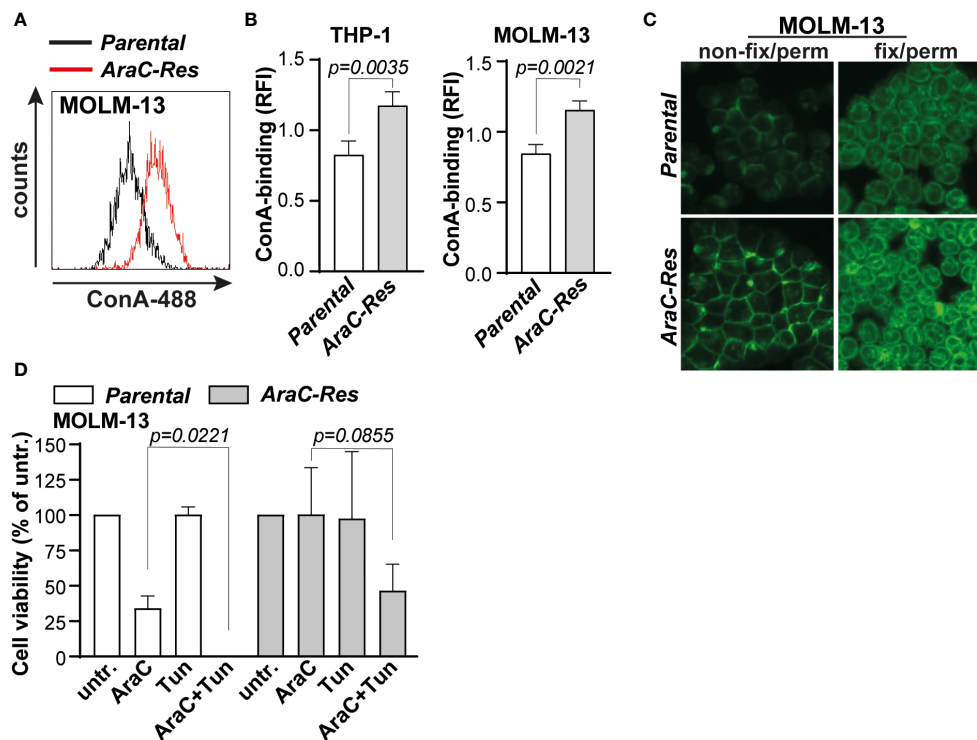 A
Parental
AraC-Res
MOLM-13
counts
ConA-488
B
THP-1
p=0.0035
ConA-binding (RFI)
1.5
1.0
0.5
0.0
Parental
AraC-Res
MOLM-13
p=0.0021
ConA-binding (RFI)
1.5
1.0
0.5
0.0
Parental
AraC-Res
C
MOLM-13
non-fix/perm fix/perm
Parental
AraC-Res
D
Parental AraC-Res
MOLM-13
p=0.0221 p=0.0855
Cell viability (% of untr.)
150
125
100
75
50
25
0
untr. AraC Tun AraC+Tun untr. AraC Tun AraC+Tun